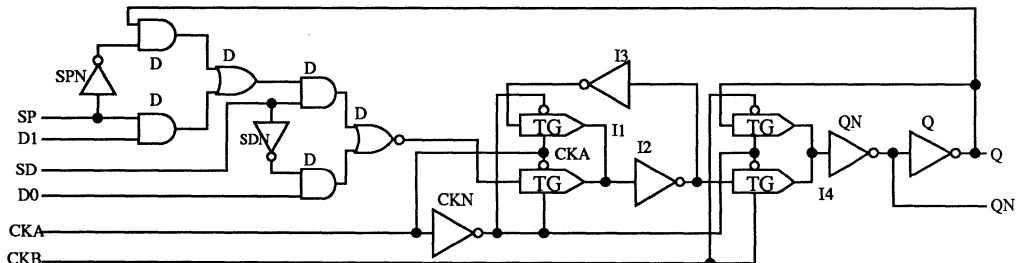 I3
D
D
SPN
D
D
D
SP
TG
TG
I1
QN
Q
D1
SDN
I2
Q
SD
D
CKA
TG
TG
I4
D0
CKN
QN
CKA
CKB